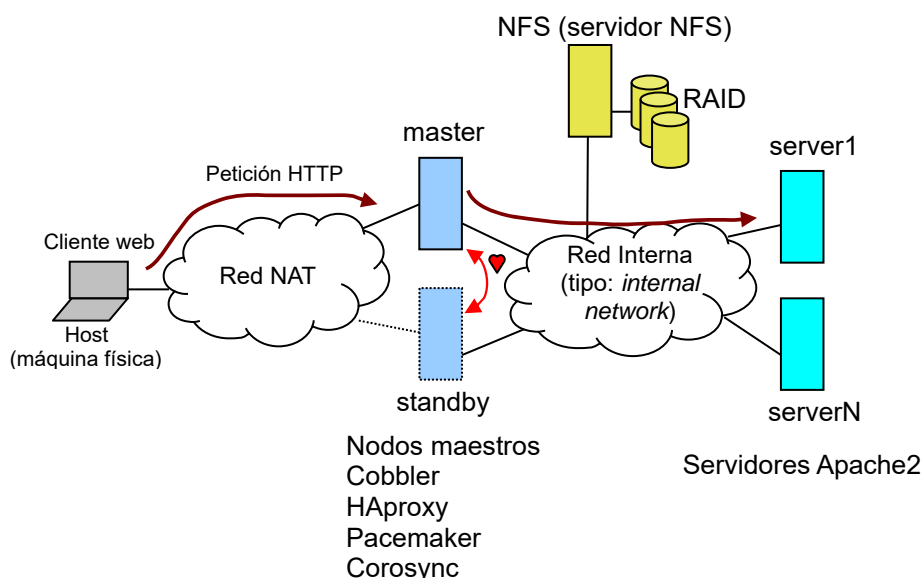 NFS (servidor NFS)
RAID
master
server1
Petición HTTP
Cliente web
Red NAT
Red Interna
(tipo: internal
network)
Host
(máquina física)
standby
serverN
Nodos maestros
Cobbler
HAproxy
Pacemaker
Corosync
Servidores Apache2